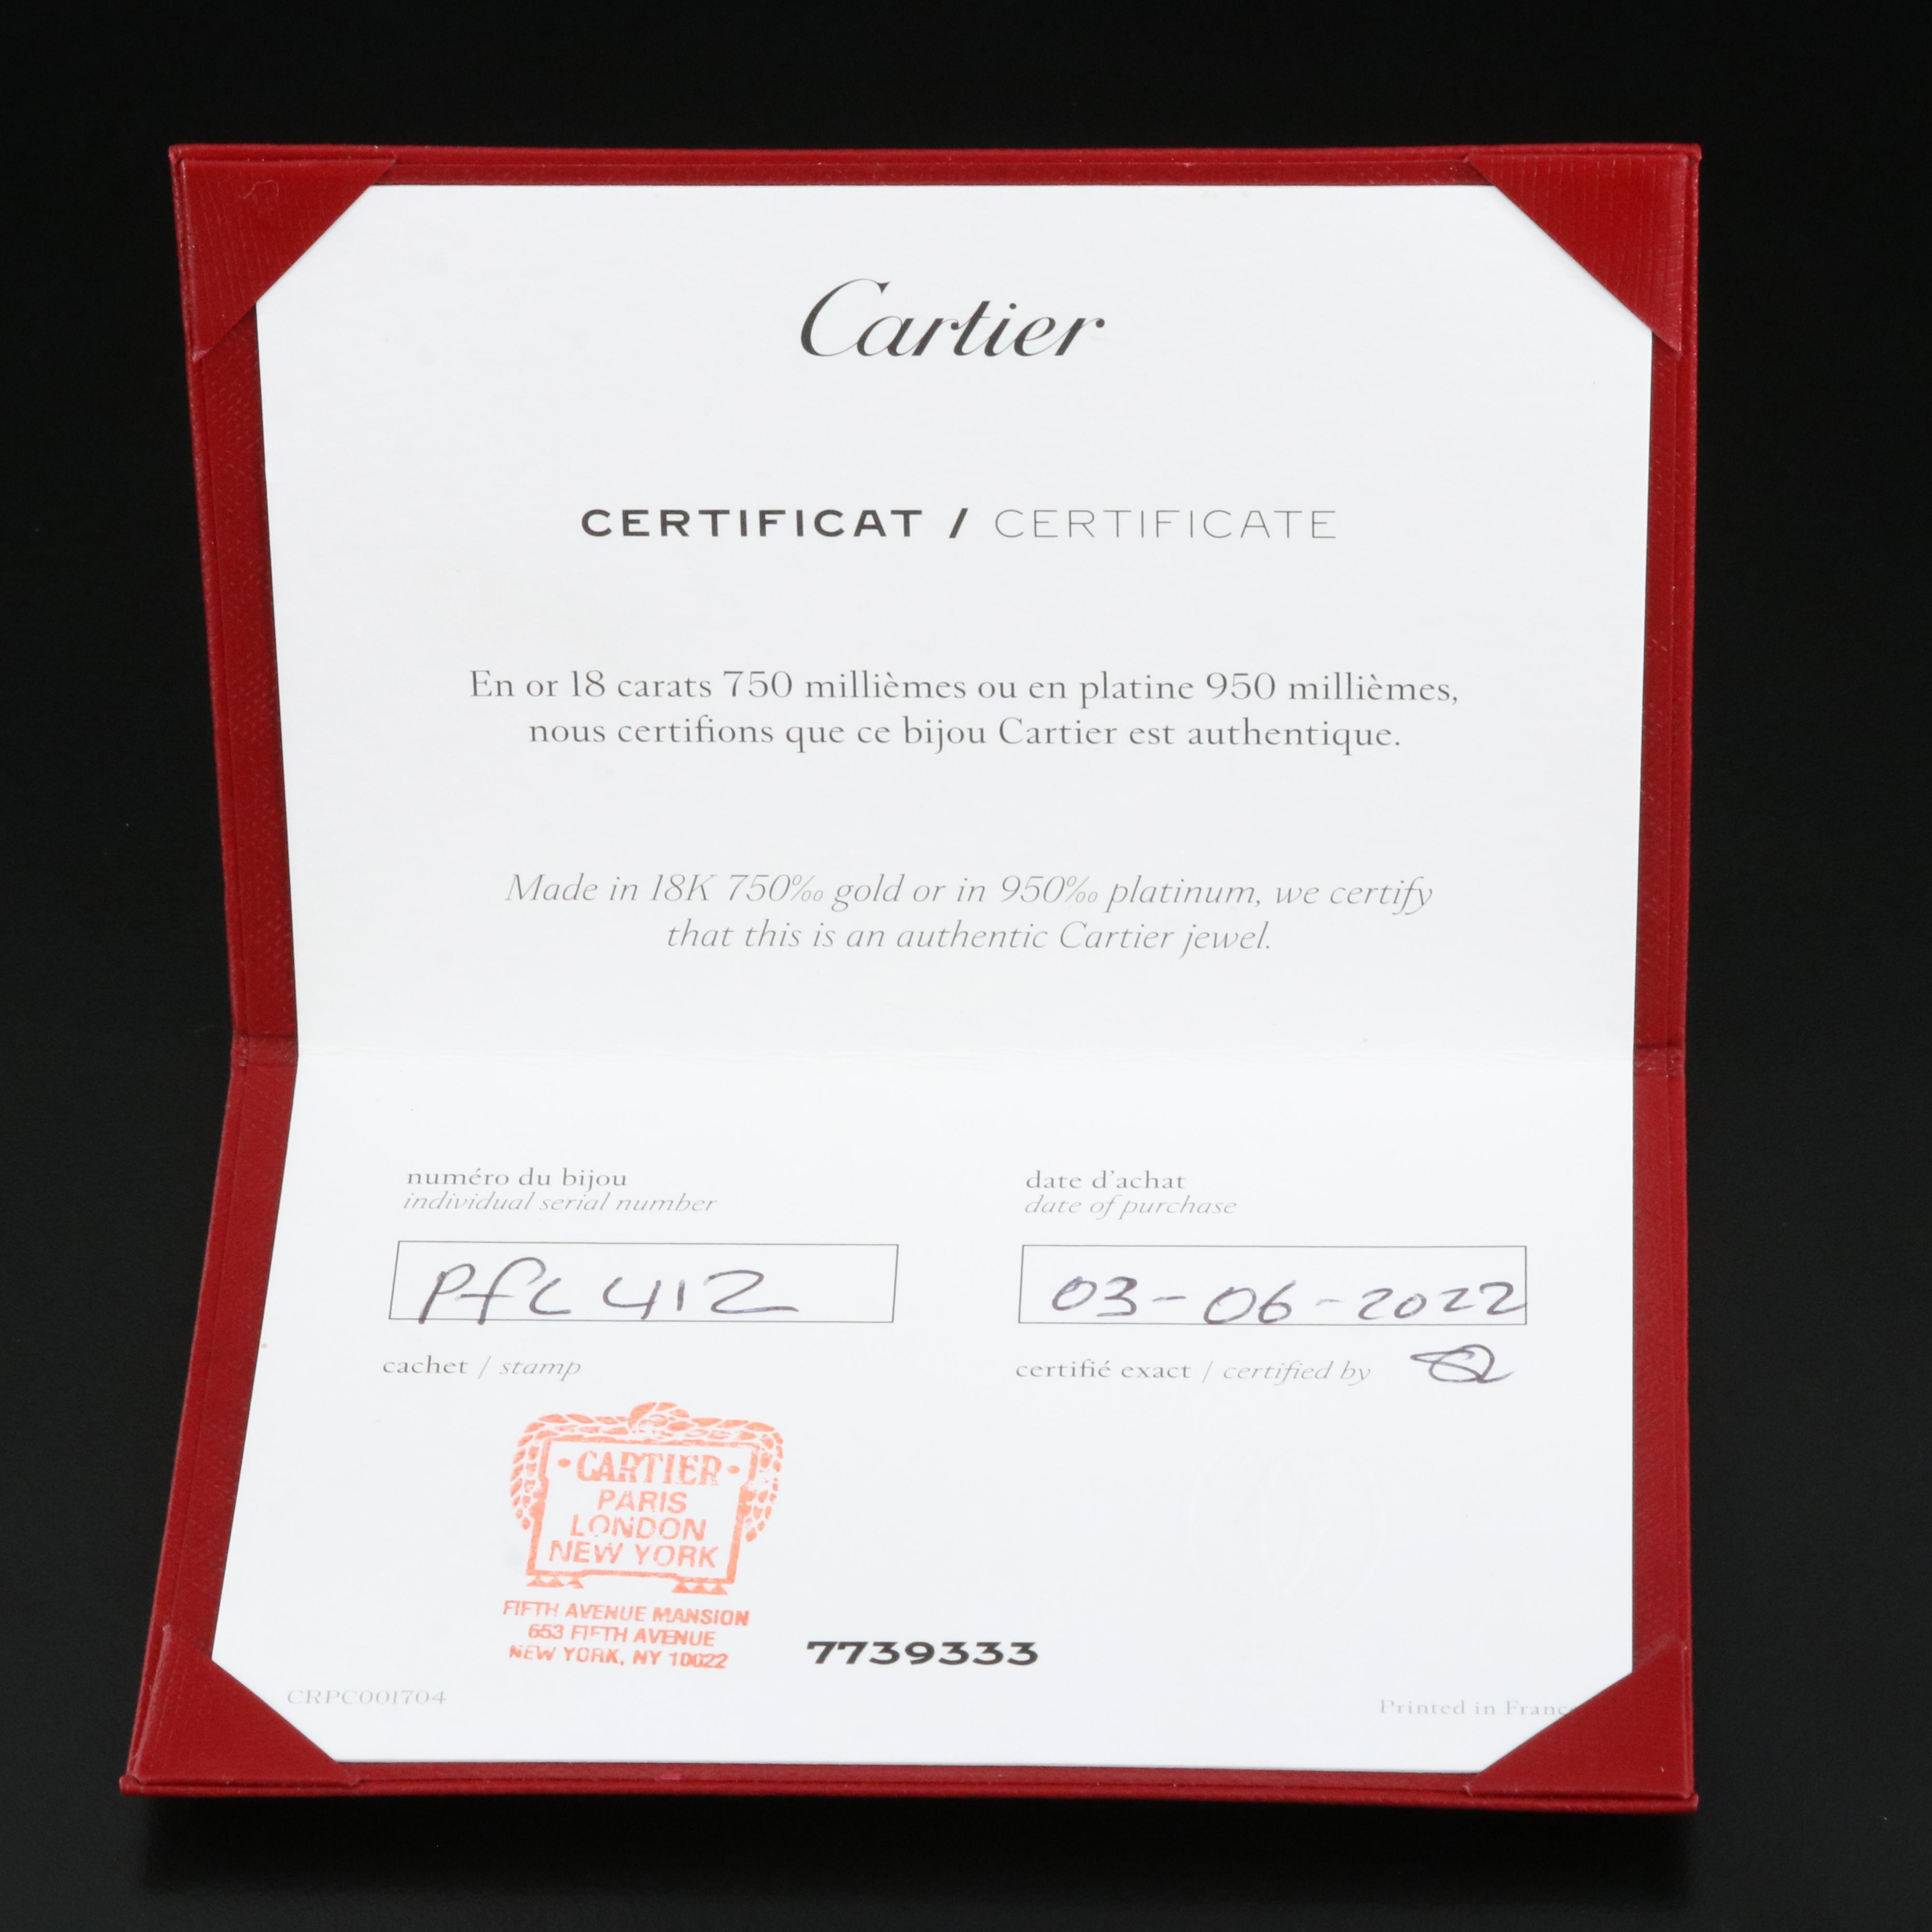 Cartier
CERTIFICAT / CERTIFICATE
En or 18 carats 750 millièmes ou en platine 950 millièmes,
nous certifions que ce bijou Cartier est authentique.
Made in 18K 750‰ gold or in 950‰ platinum, we certify
that this is an authentic Cartier jewel.
numéro du bijou
individual serial number
PfC 412
date d'achat
date of purchase
03-06-2022
cachet / stamp
certifié exact / certified by
•CARTIER•
PARIS
LONDON
NEW YORK
FIFTH AVENUE MANSION
653 FIFTH AVENUE
NEW YORK, NY 10022
7739333
CRPC001704
Printed in Franc